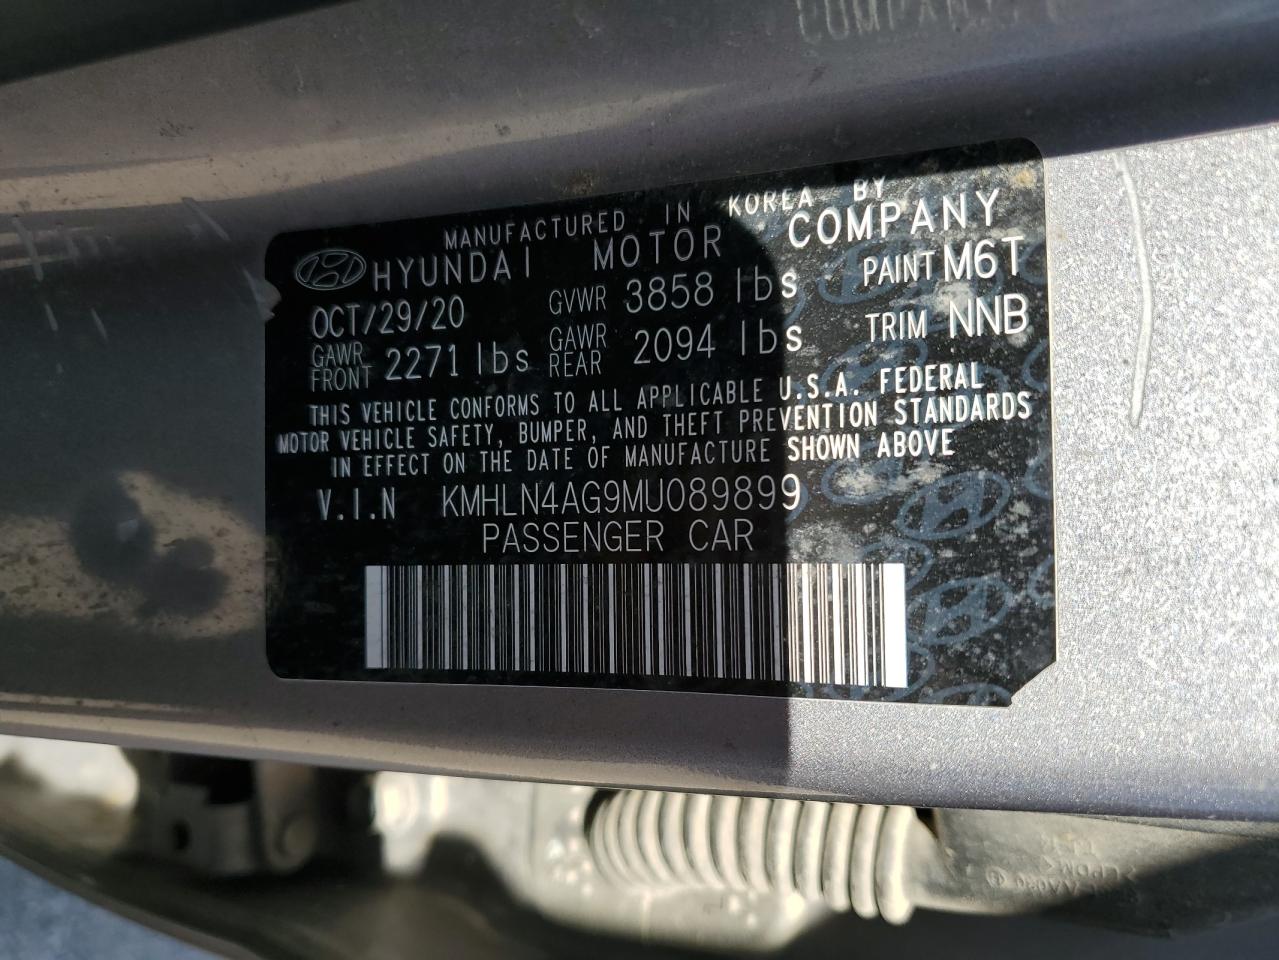 MANUFACTURED IN KOREA BY
HYUNDAI MOTOR COMPANY
OCT/29/20 GVWR 3858 lbs PAINT M6T
GAWR FRONT 2271 lbs GAWR REAR 2094 lbs TRIM NNB
THIS VEHICLE CONFORMS TO ALL APPLICABLE U.S.A. FEDERAL
MOTOR VEHICLE SAFETY, BUMPER, AND THEFT PREVENTION STANDARDS
IN EFFECT ON THE DATE OF MANUFACTURE SHOWN ABOVE
V.I.N KMHLN4AG9MU089899
PASSENGER CAR